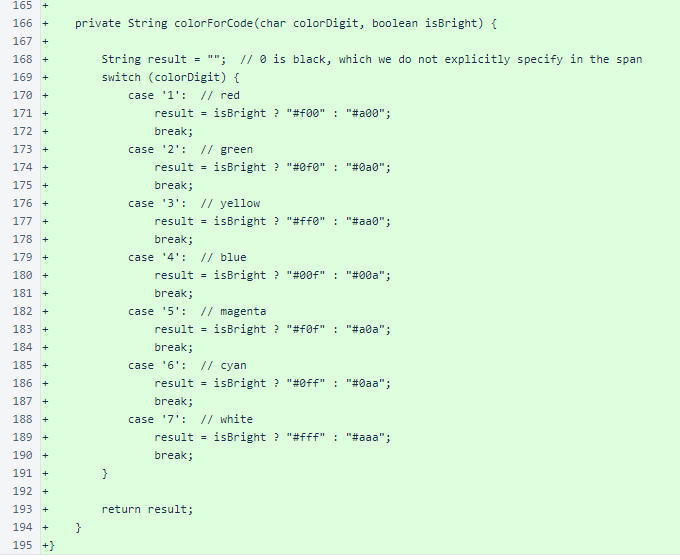 165 +
166 +    private String colorForCode(char colorDigit, boolean isBright) {
167 +
168 +        String result = "";  // 0 is black, which we do not explicitly specify in the span
169 +        switch (colorDigit) {
170 +            case '1':  // red
171 +                result = isBright ? "#f00" : "#a00";
172 +                break;
173 +            case '2':  // green
174 +                result = isBright ? "#0f0" : "#0a0";
175 +                break;
176 +            case '3':  // yellow
177 +                result = isBright ? "#ff0" : "#aa0";
178 +                break;
179 +            case '4':  // blue
180 +                result = isBright ? "#00f" : "#00a";
181 +                break;
182 +            case '5':  // magenta
183 +                result = isBright ? "#f0f" : "#a0a";
184 +                break;
185 +            case '6':  // cyan
186 +                result = isBright ? "#0ff" : "#0aa";
187 +                break;
188 +            case '7':  // white
189 +                result = isBright ? "#fff" : "#aaa";
190 +                break;
191 +        }
192 +
193 +        return result;
194 +    }
195 +}